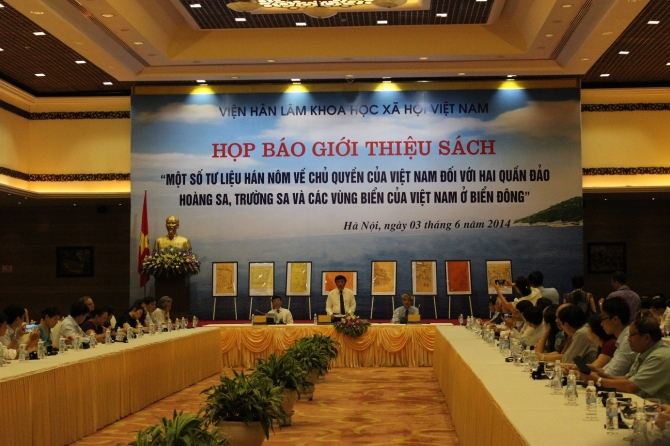 VIỆN HÀN LÂM KHOA HỌC XÃ HỘI VIỆT NAM
HỌP BÁO GIỚI THIỆU SÁCH
"MỘT SỐ TƯ LIỆU HÁN NÔM VỀ CHỦ QUYỀN CỦA VIỆT NAM ĐỐI VỚI HAI QUẦN ĐẢO
HOÀNG SA, TRƯỜNG SA VÀ CÁC VÙNG BIỂN CỦA VIỆT NAM Ở BIỂN ĐÔNG"
Hà Nội, ngày 03 tháng 6 năm 2014